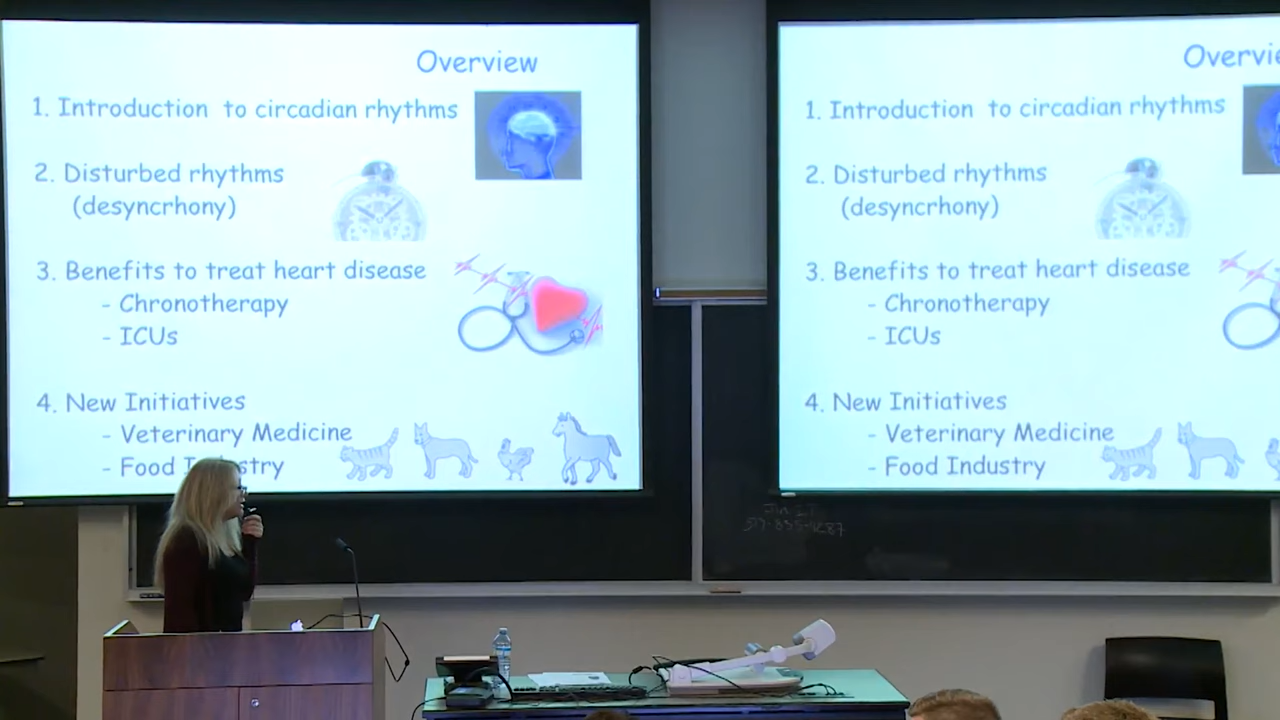 Overview
1. Introduction to circadian rhythms
2. Disturbed rhythms
(desyncrhony)
3. Benefits to treat heart disease
- Chronotherapy
- ICUs
4. New Initiatives
- Veterinary Medicine
- Food Industry
1. Introduction to circadian rhythms
2. Disturbed rhythms
(desyncrhony)
3. Benefits to treat heart disease
- Chronotherapy
- ICUs
4. New Initiatives
- Veterinary Medicine
- Food Industry